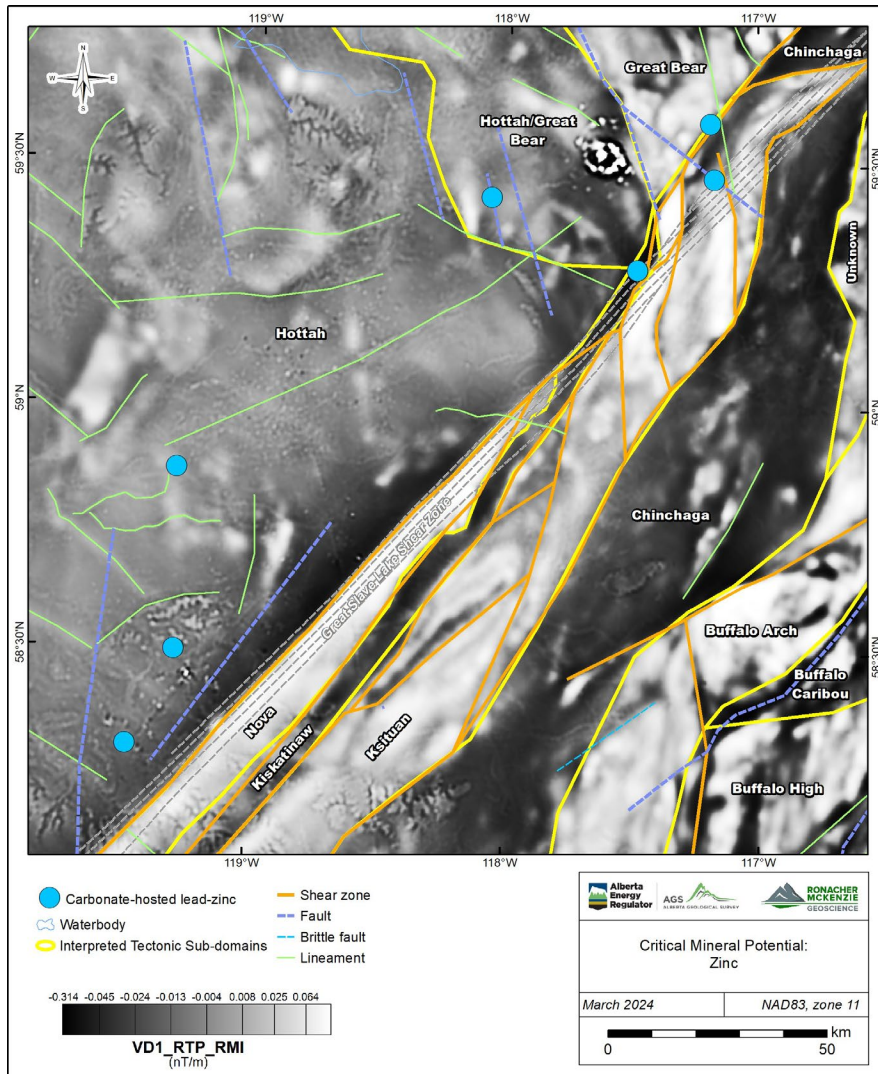 119°W
118°W
117°W
N
W
E
S
Great Bear
Chinchaga
Hottah/Great
Bear
59°30'N
59°30'N
Unknown
Hottah
59°N
59°N
Chinchaga
Great Slave Lake Shear Zone
58°30'N
58°30'N
Buffalo Arch
Buffalo
Caribou
Nova
Kiskatinaw
Ksituan
Buffalo High
119°W
118°W
117°W
Carbonate-hosted lead-zinc
Waterbody
Interpreted Tectonic Sub-domains
Shear zone
Fault
Brittle fault
Lineament
-0.314 -0.045 -0.026 -0.013 -0.004 0.008 0.025 0.064
VD1_RTP_RMI
(nT/m)
Alberta
Energy
Regulator
AGS
ALBERTA GEOLOGICAL SURVEY
RONACHER
MCKENZIE
GEOSCIENCE
Critical Mineral Potential:
Zinc
March 2024
NAD83, zone 11
km
0
50